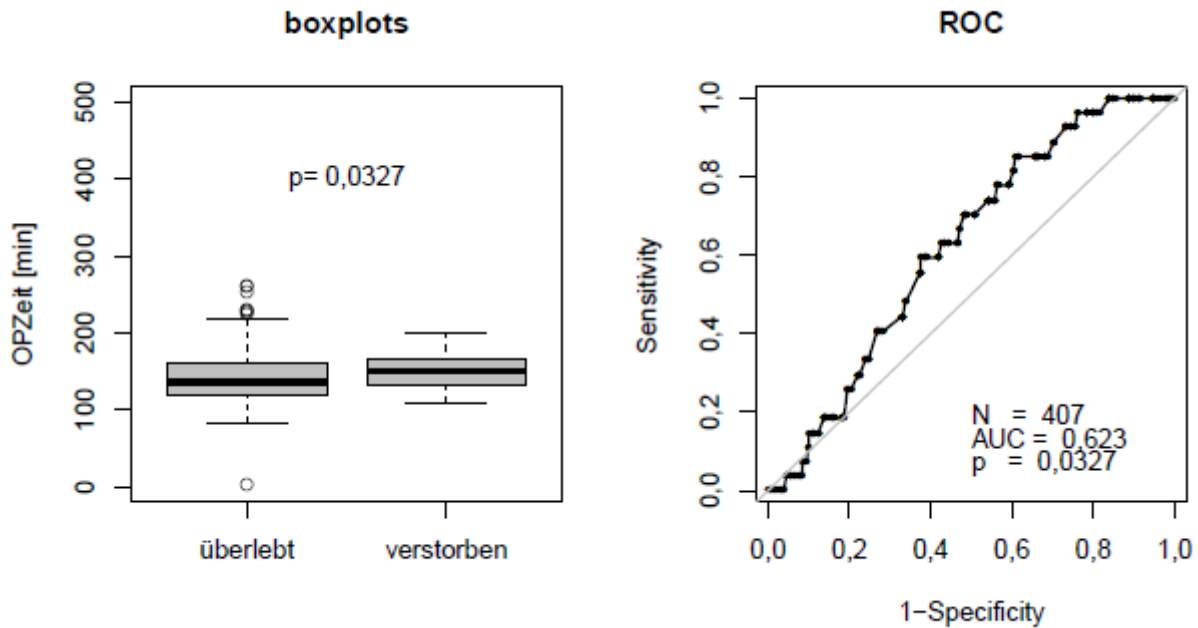 boxplots
OPZeit [min]
500
400
300
200
100
0
p= 0,0327
überlebt
verstorben
ROC
Sensitivity
1,0
0,8
0,6
0,4
0,2
0,0
N = 407
AUC = 0,623
p = 0,0327
0,0 0,2 0,4 0,6 0,8 1,0
1−Specificity